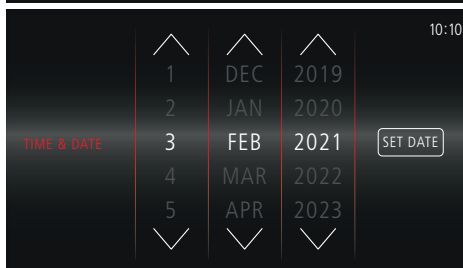 10:10
1 DEC 2019
2 JAN 2020
TIME & DATE 3 FEB 2021 SET DATE
4 MAR 2022
5 APR 2023